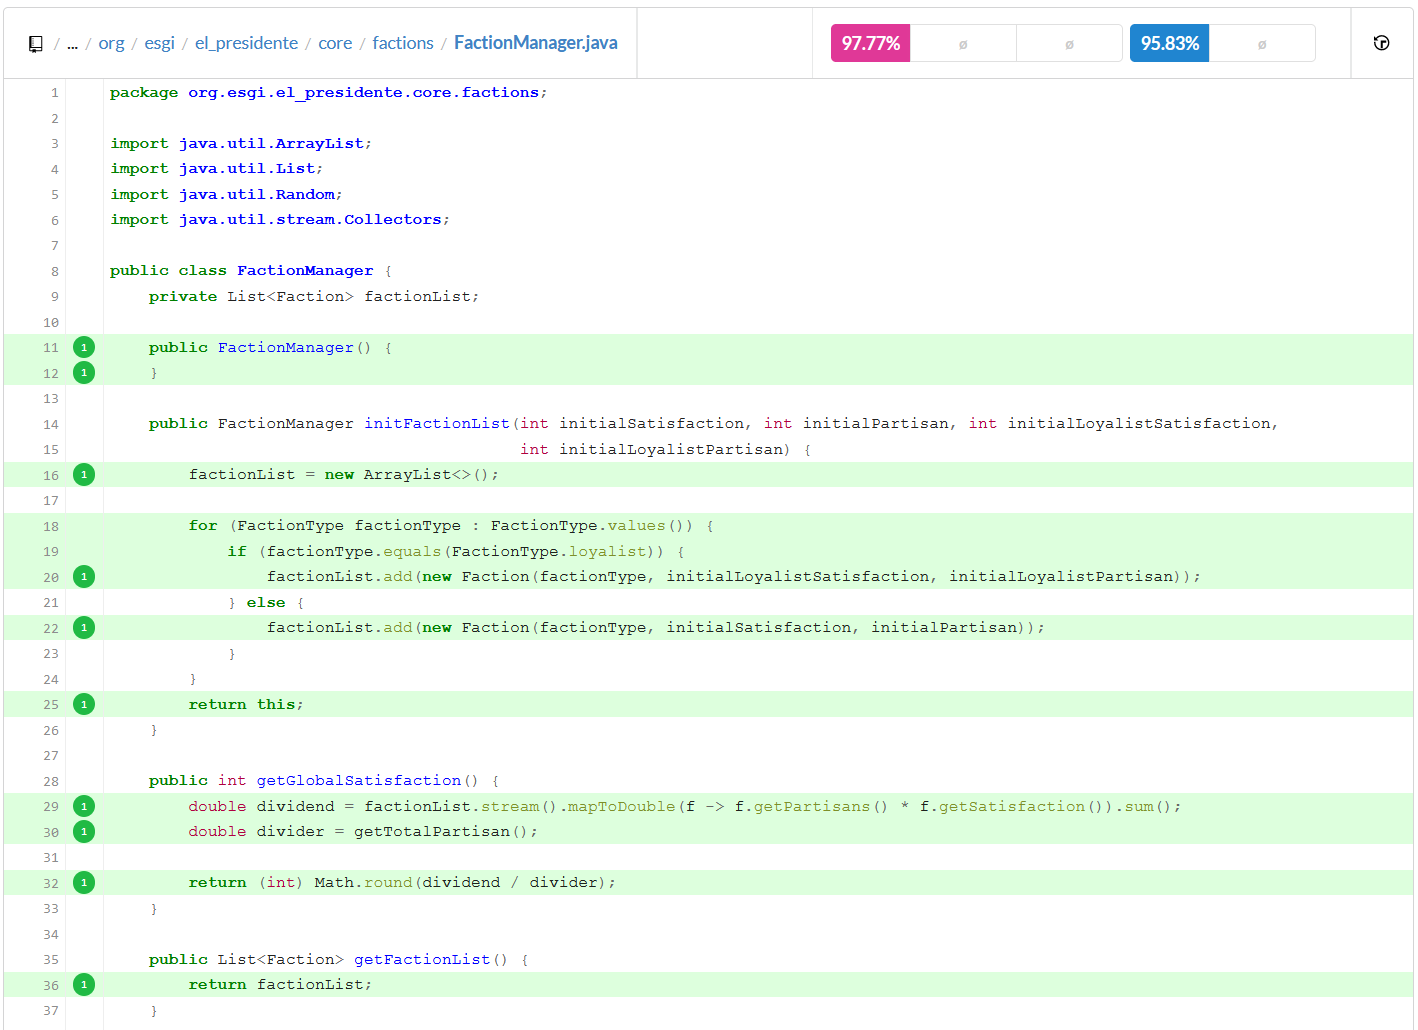 / ... / org / esgi / el_presidente / core / factions / FactionManager.java 97.77% ø ø 95.83% ø
1 package org.esgi.el_presidente.core.factions;
2
3 import java.util.ArrayList;
4 import java.util.List;
5 import java.util.Random;
6 import java.util.stream.Collectors;
7
8 public class FactionManager {
9 private List<Faction> factionList;
10
11 1 public FactionManager() {
12 1 }
13
14 public FactionManager initFactionList(int initialSatisfaction, int initialPartisan, int initialLoyalistSatisfaction,
15 int initialLoyalistPartisan) {
16 1 factionList = new ArrayList<>();
17
18 for (FactionType factionType : FactionType.values()) {
19 if (factionType.equals(FactionType.loyalist)) {
20 1 factionList.add(new Faction(factionType, initialLoyalistSatisfaction, initialLoyalistPartisan));
21 } else {
22 1 factionList.add(new Faction(factionType, initialSatisfaction, initialPartisan));
23 }
24 }
25 1 return this;
26 }
27
28 public int getGlobalSatisfaction() {
29 1 double dividend = factionList.stream().mapToDouble(f -> f.getPartisans() * f.getSatisfaction()).sum();
30 1 double divider = getTotalPartisan();
31
32 1 return (int) Math.round(dividend / divider);
33 }
34
35 public List<Faction> getFactionList() {
36 1 return factionList;
37 }